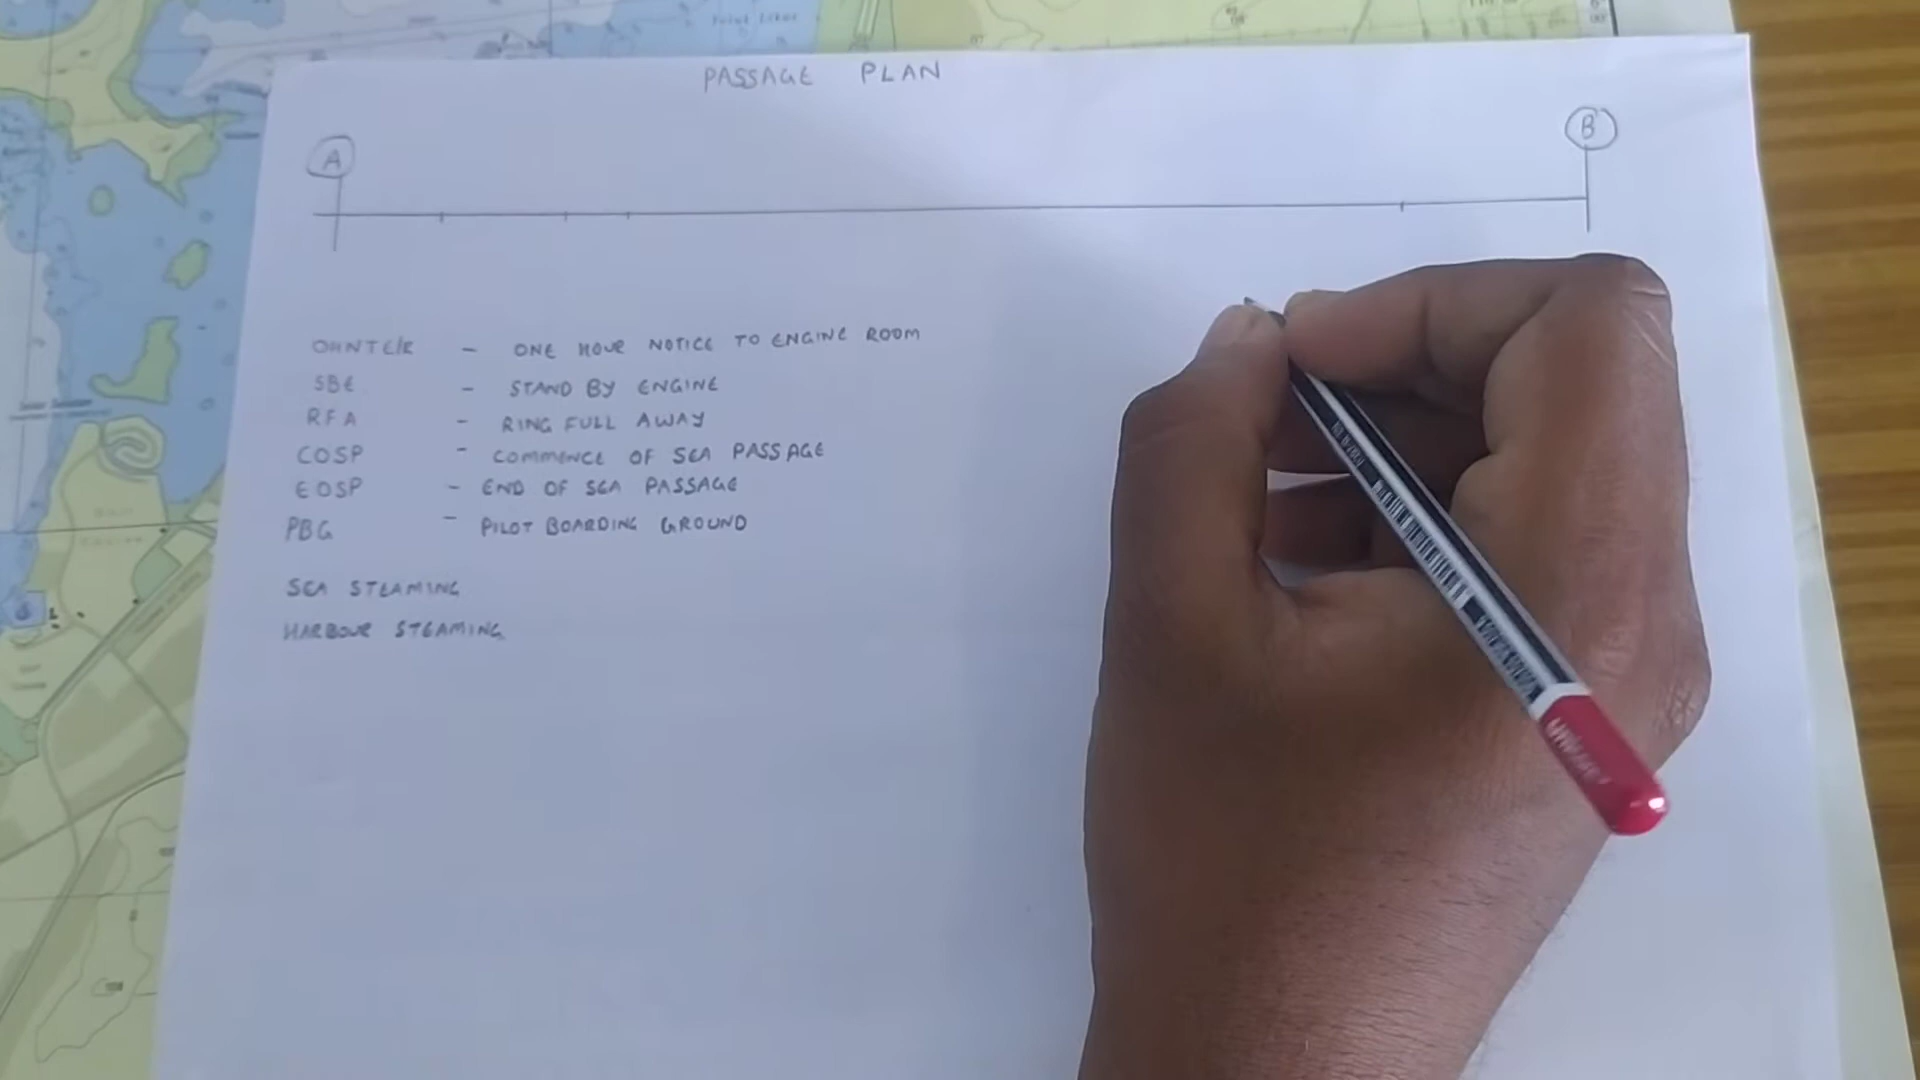 PASSAGE PLAN
A
B
OHNTE/R - ONE HOUR NOTICE TO ENGINE ROOM
SBE - STAND BY ENGINE
RFA - RING FULL AWAY
COSP - COMMENCE OF SEA PASSAGE
EOSP - END OF SEA PASSAGE
PBG - PILOT BOARDING GROUND
SEA STEAMING
HARBOUR STEAMING